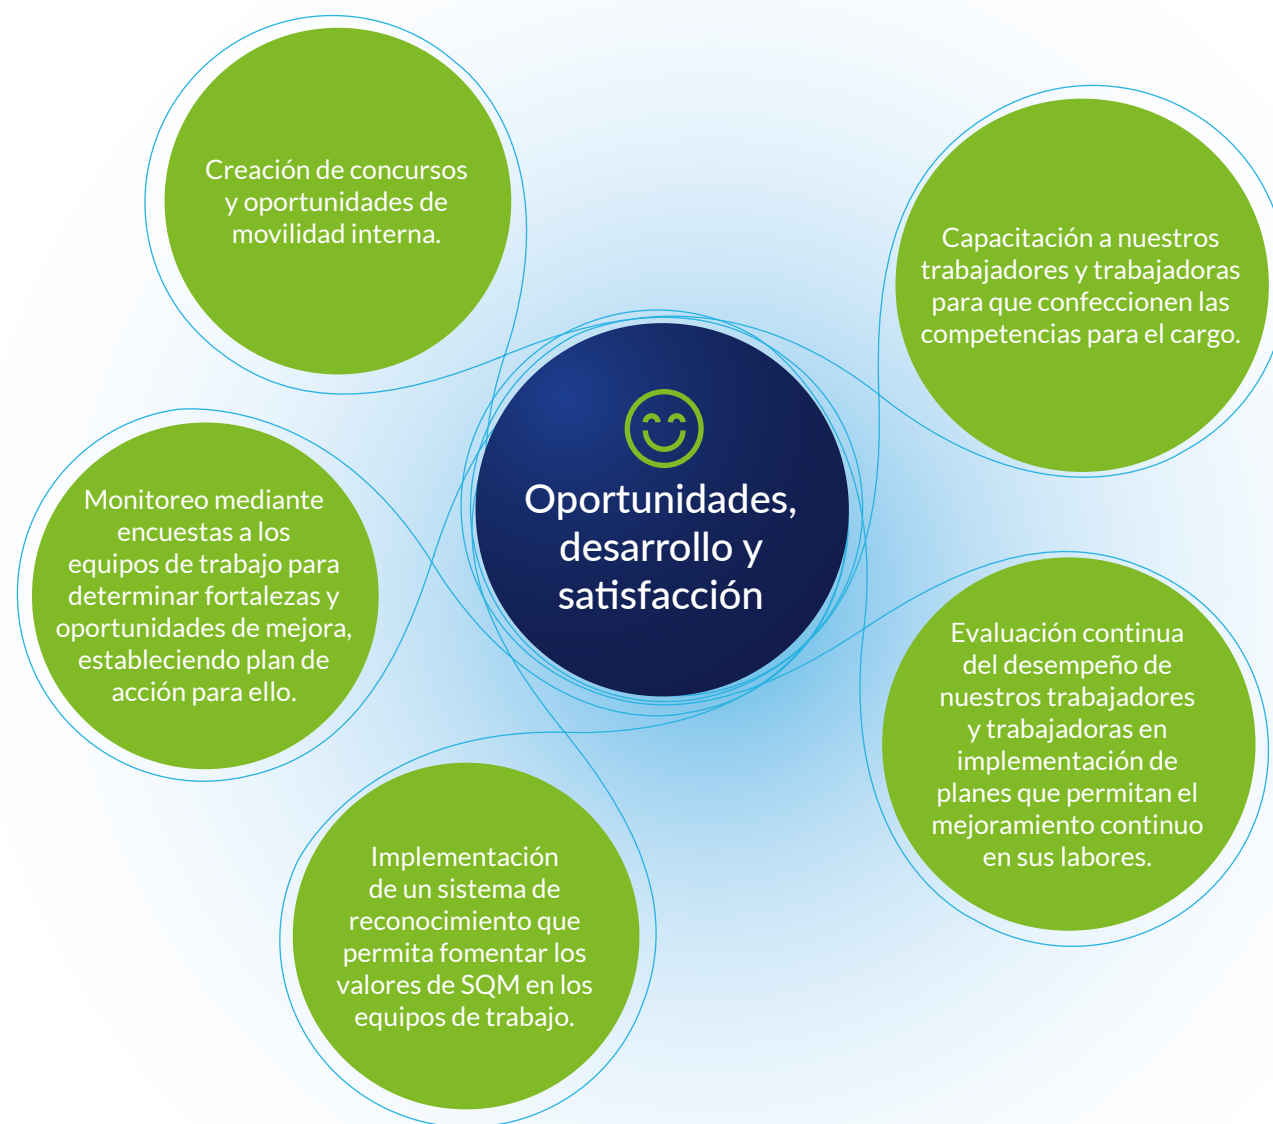 Creación de concursos
y oportunidades de
movilidad interna.
Capacitación a nuestros
trabajadores y trabajadoras
para que confeccionen las
competencias para el cargo.
Oportunidades,
desarrollo y
satisfacción
Monitoreo mediante
encuestas a los
equipos de trabajo para
determinar fortalezas y
oportunidades de mejora,
estableciendo plan de
acción para ello.
Evaluación continua
del desempeño de
nuestros trabajadores
y trabajadoras en
implementación de
planes que permitan el
mejoramiento continuo
en sus labores.
Implementación
de un sistema de
reconocimiento que
permita fomentar los
valores de SQM en los
equipos de trabajo.